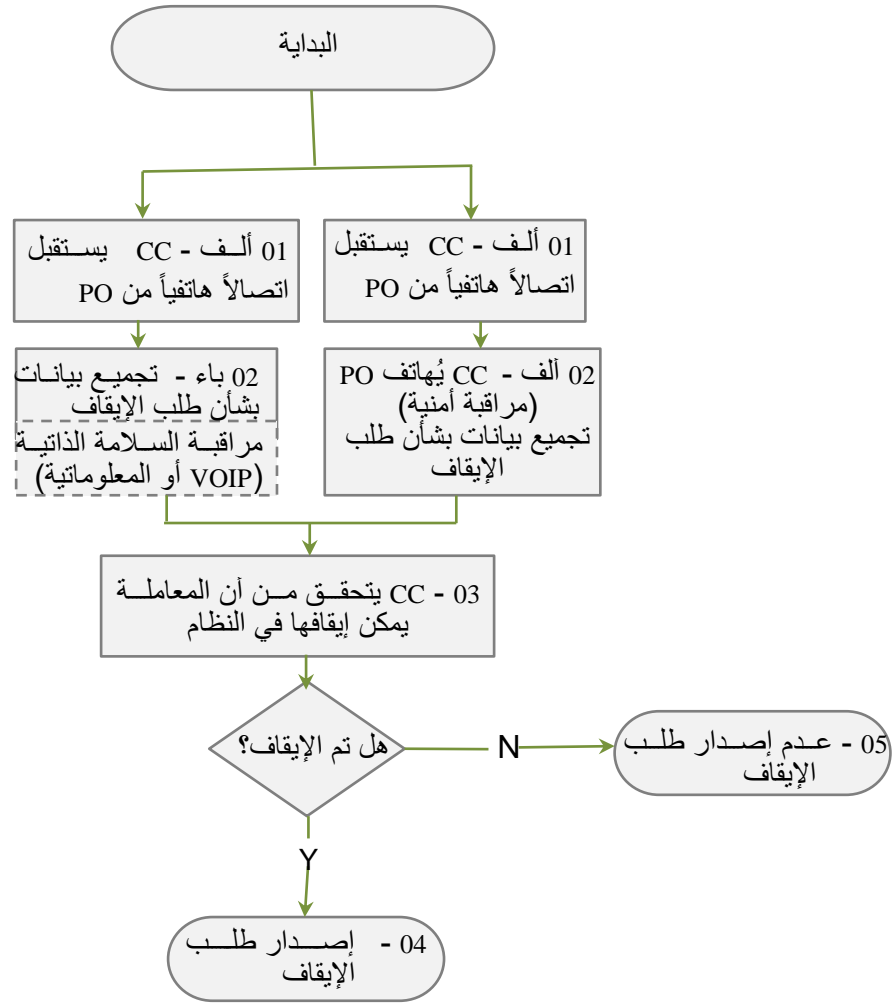 البداية
01 ألف - CC يستقبل
اتصالاً هاتفياً من PO
01 ألف - CC يستقبل
اتصالاً هاتفياً من PO
02 ألف - CC يُهاتف PO
(مراقبة أمنية)
تجميع بيانات بشأن طلب
الإيقاف
02 باء - تجميع بيانات
بشأن طلب الإيقاف
مراقبة السلامة الذاتية
(VOIP أو المعلوماتية)
03 - CC يتحقق من أن المعاملة
يمكن إيقافها في النظام
هل تم الإيقاف؟
N
05 - عدم إصدار طلب
الإيقاف
Y
04 - إصدار طلب
الإيقاف